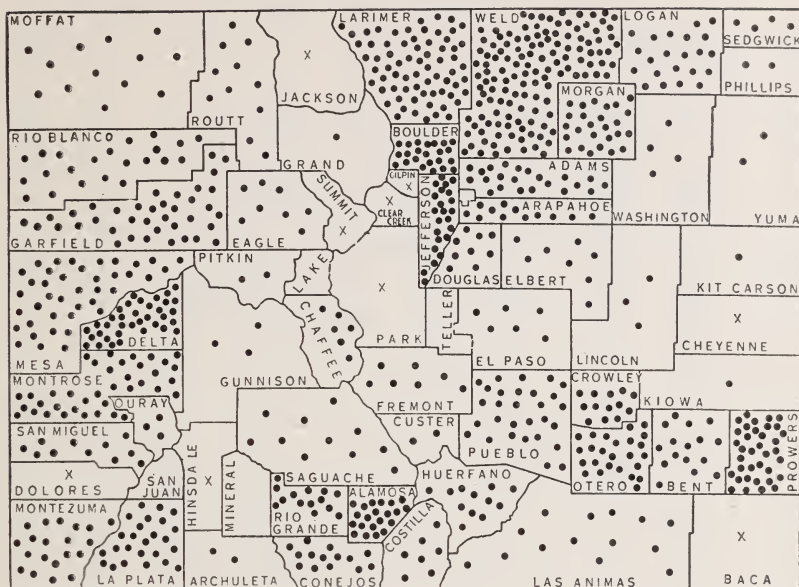 MOFFAT
LARIMER
WELD
LOGAN
SEDGWICK
X
JACKSON
PHILLIPS
MORGAN
ROUTT
RIO BLANCO
BOULDER
GRAND
GILPIN
X
ADAMS
SUMMIT
X
CLEAR CREEK
JEFFERSON
ARAPAHOE
WASHINGTON
YUMA
X
GARFIELD
EAGLE
PITKIN
LAKE
DOUGLAS
ELBERT
KIT CARSON
X
TELLER
X
CHAFFEE
DELTA
PARK
CHEYENNE
MESA
EL PASO
LINCOLN
MONTROSE
GUNNISON
CROWLEY
KIOWA
OURAY
FREMONT
SAN MIGUEL
CUSTER
PUEBLO
PROWERS
HINSDALE
MINERAL
X
DOLORES
SAN JUAN
X
SAGUACHE
HUERFANO
OTERO
BENT
ALAMOSA
MONTEZUMA
RIO GRANDE
COSTILLA
X
LA PLATA
ARCHULETA
CONEJOS
LAS ANIMAS
BACA